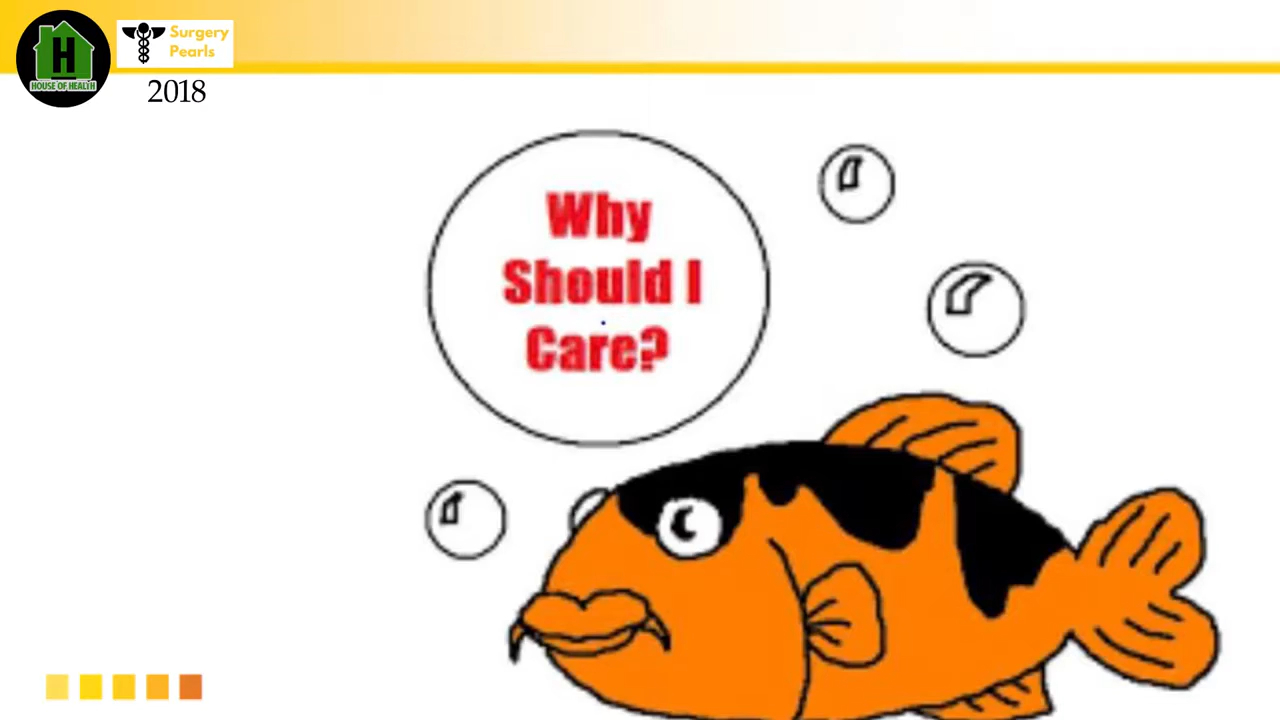 H
HOUSE OF HEALTH
Surgery
Pearls
2018
Why
Should I
Care?